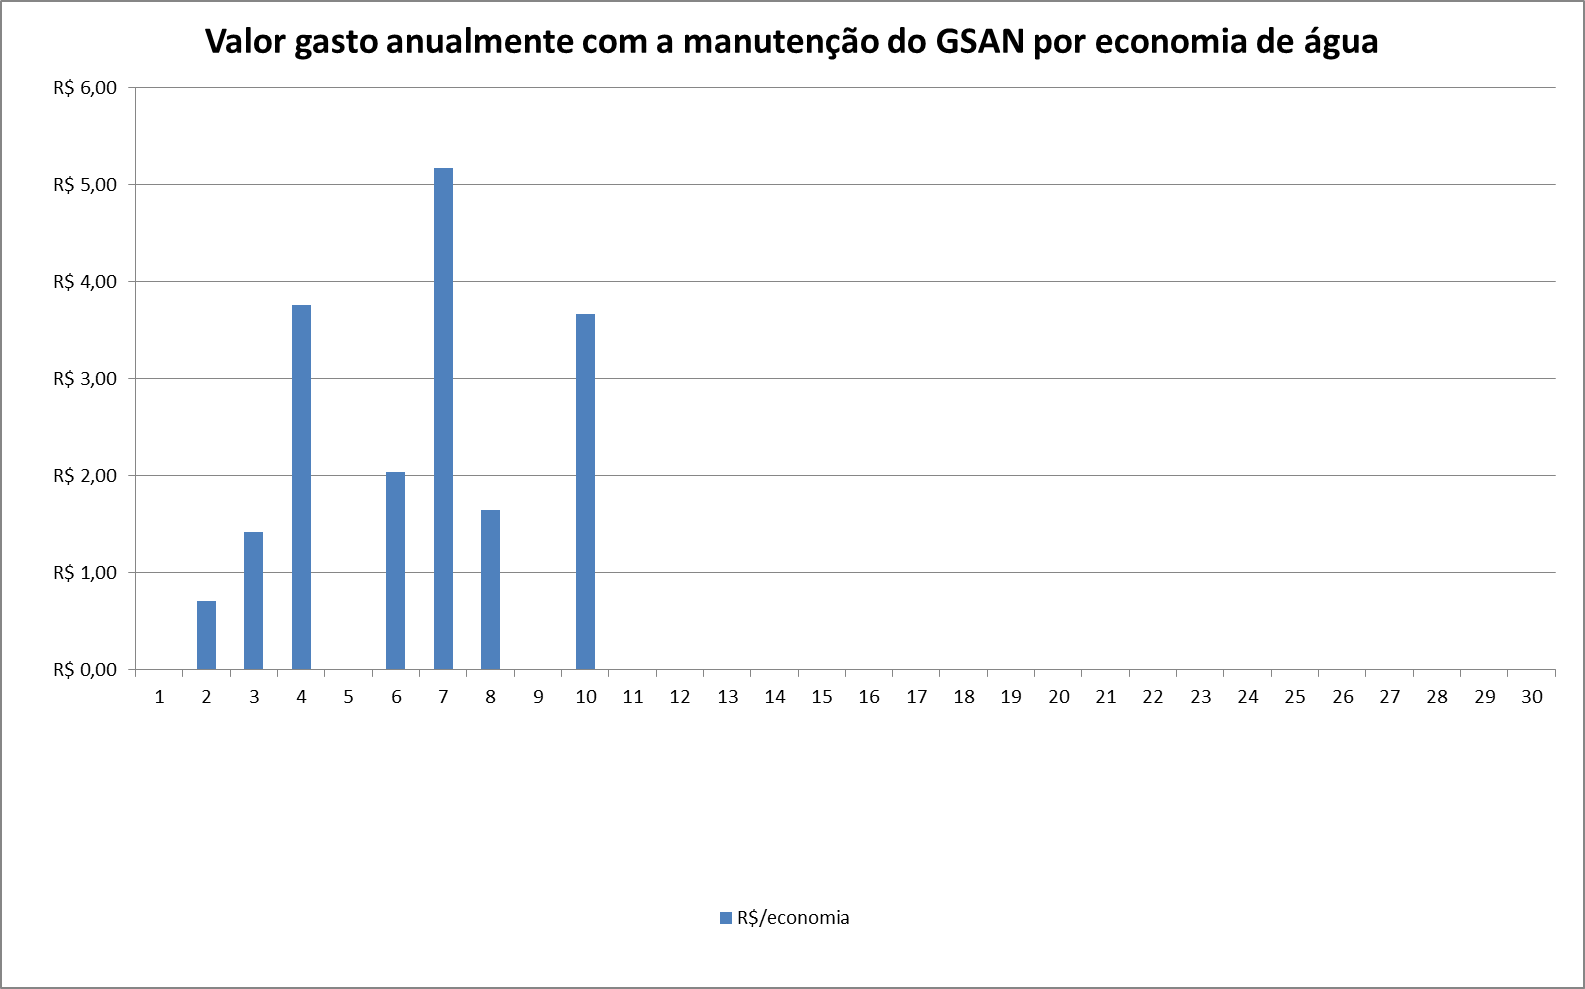 Valor gasto anualmente com a manutenção do GSAN por economia de água
R$ 6,00
R$ 5,00
R$ 4,00
R$ 3,00
R$ 2,00
R$ 1,00
R$ 0,00
1 2 3 4 5 6 7 8 9 10 11 12 13 14 15 16 17 18 19 20 21 22 23 24 25 26 27 28 29 30
R$/economia